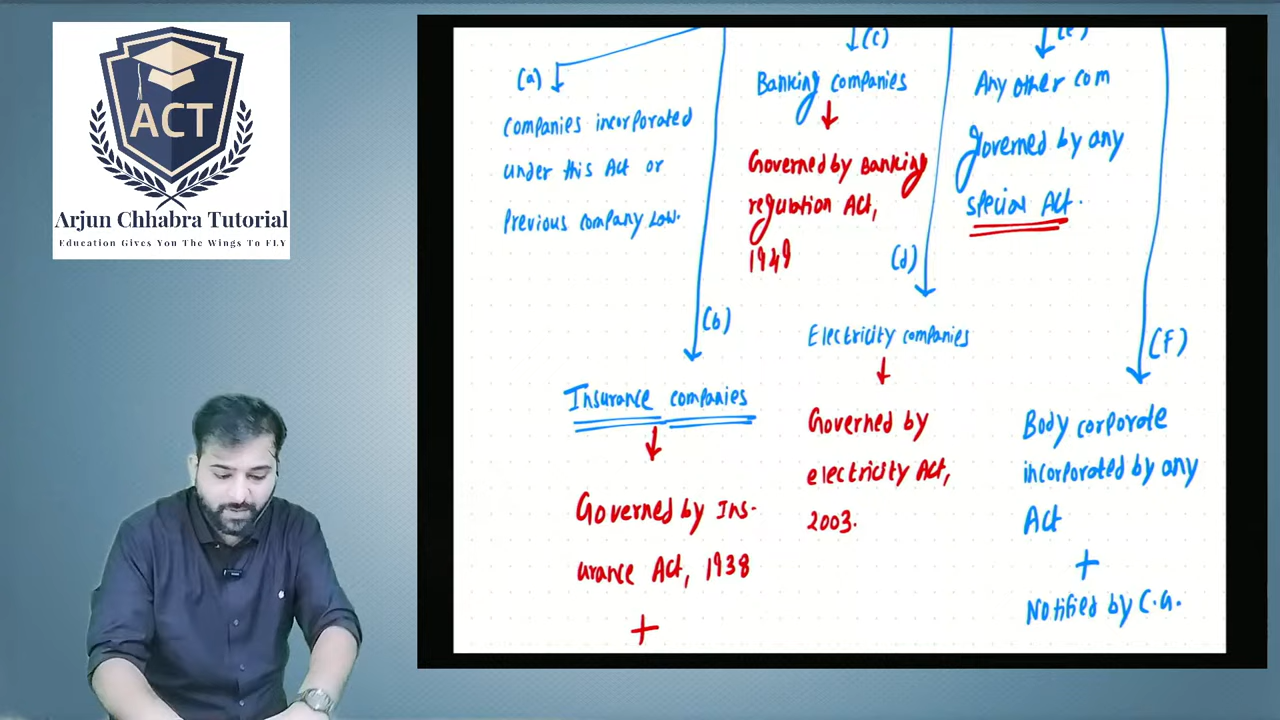 ACT
Arjun Chhabra Tutorial
Education Gives You The Wings To FLY
(a)
companies incorporated
under this Act or
Previous company Law.
(b)
Insurance companies
Governed by Ins-
urance Act, 1938
+
(c)
Banking companies
Governed by Banking
regulation Act,
1949
(d)
Electricity companies
Governed by
electricity Act,
2003.
(e)
Any other com
governed by any
special Act.
(f)
Body corporate
incorporated by any
Act
+
Notified by C.G.